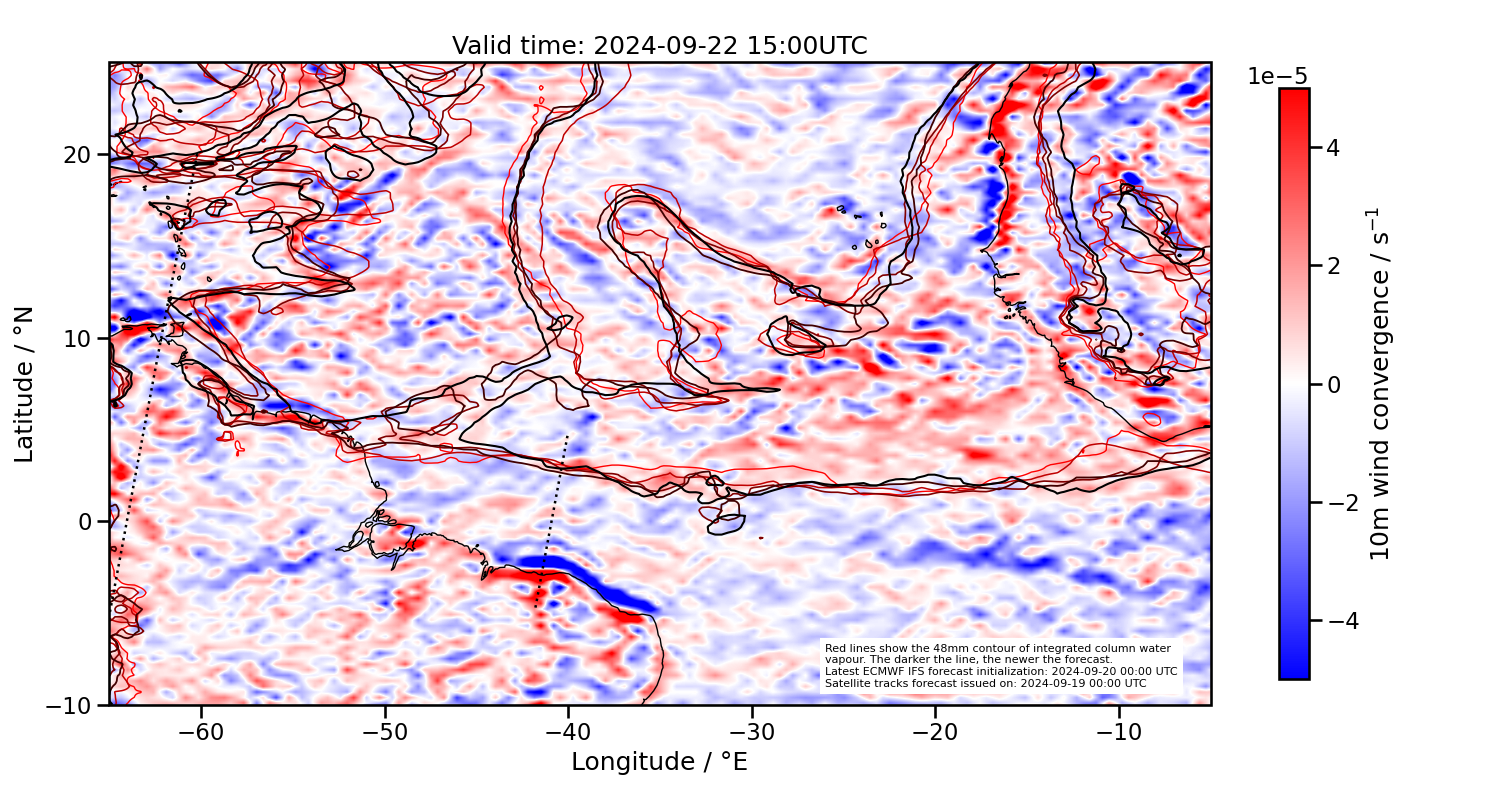 Valid time: 2024-09-22 15:00UTC
1e−5
Latitude / °N
20
10
0
−10
−60
−50
−40
−30
−20
−10
Longitude / °E
4
2
0
−2
−4
10m wind convergence / s⁻¹
Red lines show the 48mm contour of integrated column water
vapour. The darker the line, the newer the forecast.
Latest ECMWF IFS forecast initialization: 2024-09-20 00:00 UTC
Satellite tracks forecast issued on: 2024-09-19 00:00 UTC